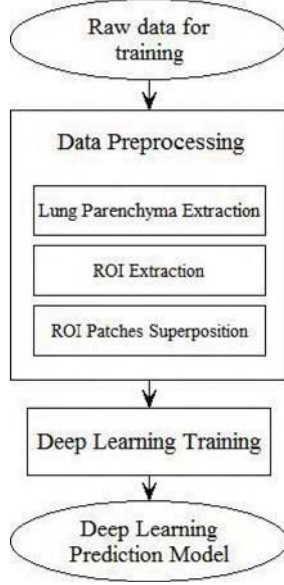 Raw data for
training
Data Preprocessing
Lung Parenchyma Extraction
ROI Extraction
ROI Patches Superposition
Deep Learning Training
Deep Learning
Prediction Model